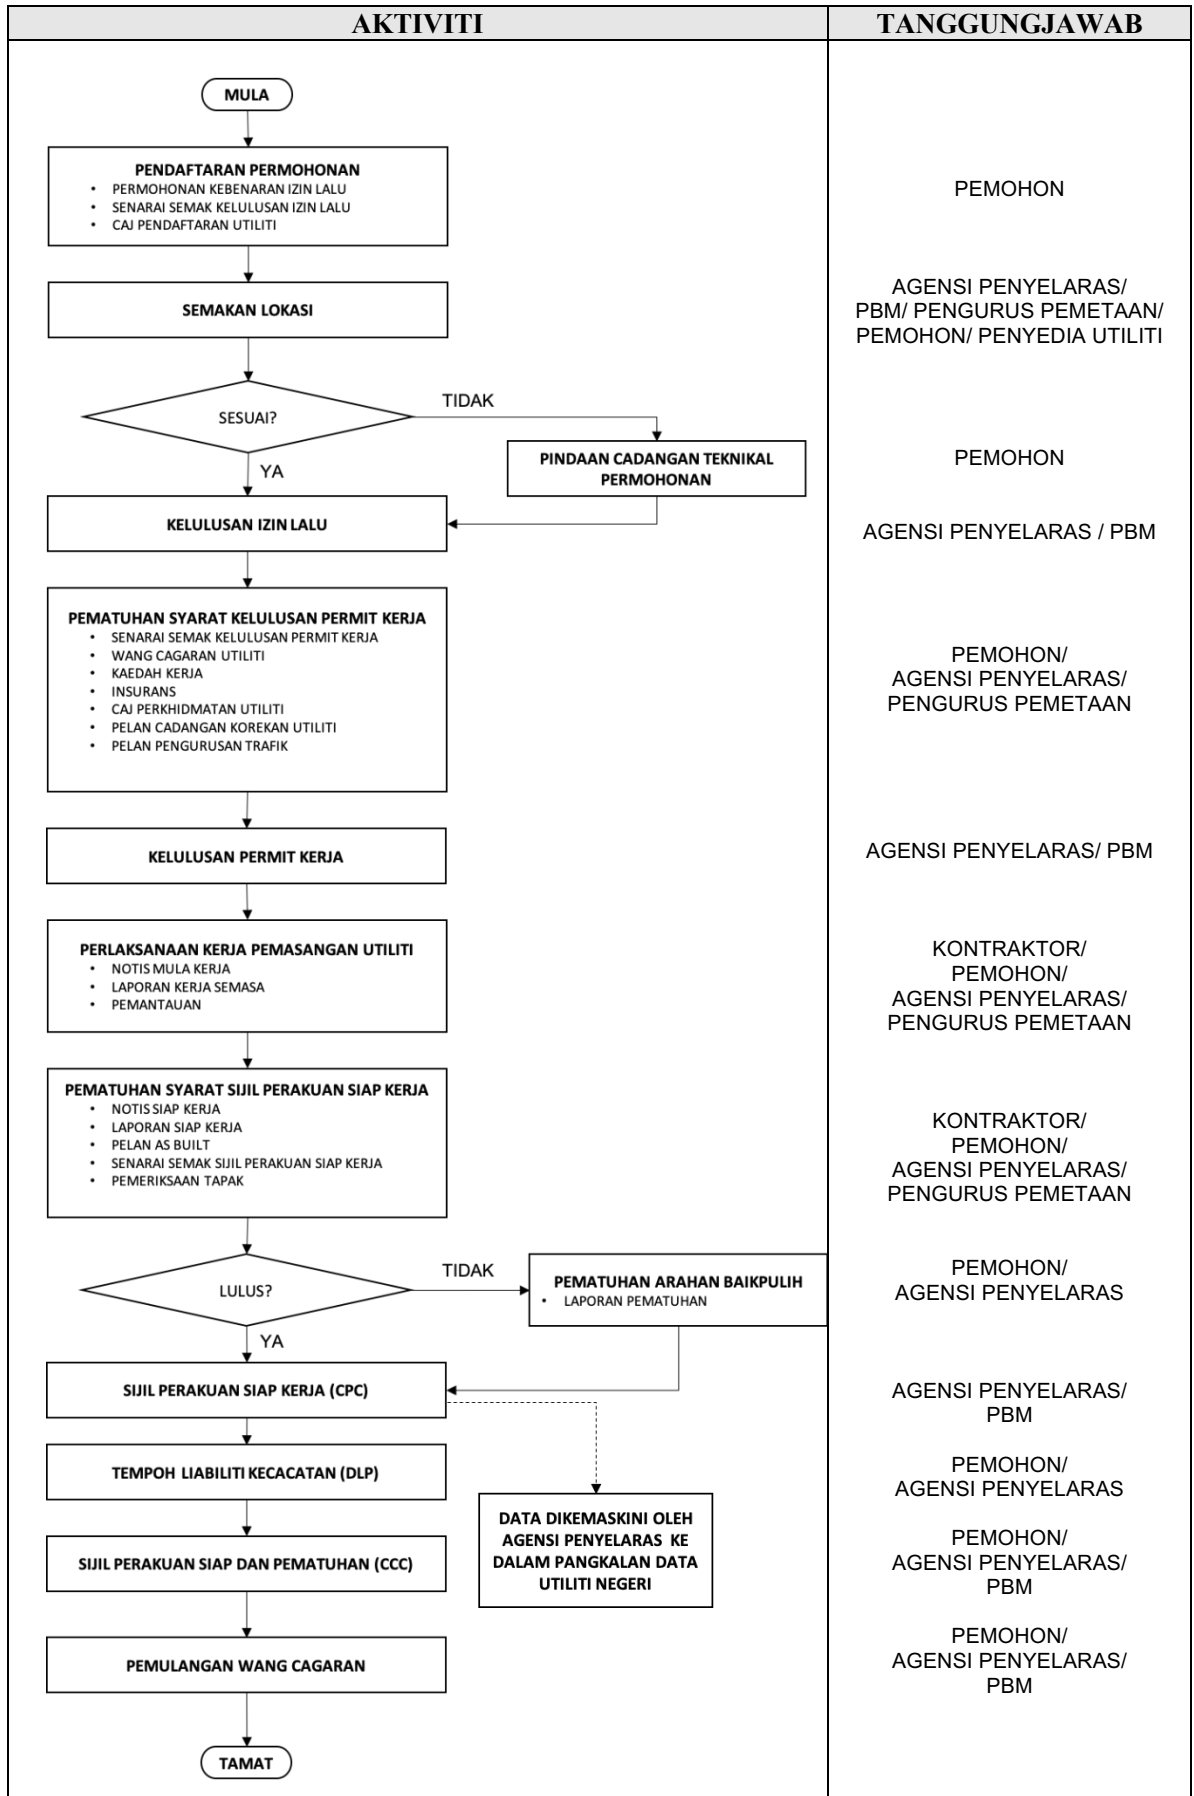 AKTIVITI
TANGGUNGJAWAB
MULA
PENDAFTARAN PERMOHONAN
• PERMOHONAN KEBENARAN IZIN LALU
• SENARAI SEMAK KELULUSAN IZIN LALU
• CAJ PENDAFTARAN UTILITI
PEMOHON
SEMAKAN LOKASI
AGENSI PENYELARAS/
PBM/ PENGURUS PEMETAAN/
PEMOHON/ PENYEDIA UTILITI
SESUAI?
TIDAK
YA
PINDAAN CADANGAN TEKNIKAL
PERMOHONAN
PEMOHON
KELULUSAN IZIN LALU
AGENSI PENYELARAS / PBM
PEMATUHAN SYARAT KELULUSAN PERMIT KERJA
• SENARAI SEMAK KELULUSAN PERMIT KERJA
• WANG CAGARAN UTILITI
• KAEDAH KERJA
• INSURANS
• CAJ PERKHIDMATAN UTILITI
• PELAN CADANGAN KOREKAN UTILITI
• PELAN PENGURUSAN TRAFIK
PEMOHON/
AGENSI PENYELARAS/
PENGURUS PEMETAAN
KELULUSAN PERMIT KERJA
AGENSI PENYELARAS/ PBM
PERLAKSANAAN KERJA PEMASANGAN UTILITI
• NOTIS MULA KERJA
• LAPORAN KERJA SEMASA
• PEMANTAUAN
KONTRAKTOR/
PEMOHON/
AGENSI PENYELARAS/
PENGURUS PEMETAAN
PEMATUHAN SYARAT SIJIL PERAKUAN SIAP KERJA
• NOTIS SIAP KERJA
• LAPORAN SIAP KERJA
• PELAN AS BUILT
• SENARAI SEMAK SIJIL PERAKUAN SIAP KERJA
• PEMERIKSAAN TAPAK
KONTRAKTOR/
PEMOHON/
AGENSI PENYELARAS/
PENGURUS PEMETAAN
LULUS?
TIDAK
YA
PEMATUHAN ARAHAN BAIKPULIH
• LAPORAN PEMATUHAN
PEMOHON/
AGENSI PENYELARAS
SIJIL PERAKUAN SIAP KERJA (CPC)
AGENSI PENYELARAS/
PBM
TEMPOH LIABILITI KECACATAN (DLP)
PEMOHON/
AGENSI PENYELARAS
DATA DIKEMASKINI OLEH
AGENSI PENYELARAS KE
DALAM PANGKALAN DATA
UTILITI NEGERI
SIJIL PERAKUAN SIAP DAN PEMATUHAN (CCC)
PEMOHON/
AGENSI PENYELARAS/
PBM
PEMULANGAN WANG CAGARAN
PEMOHON/
AGENSI PENYELARAS/
PBM
TAMAT